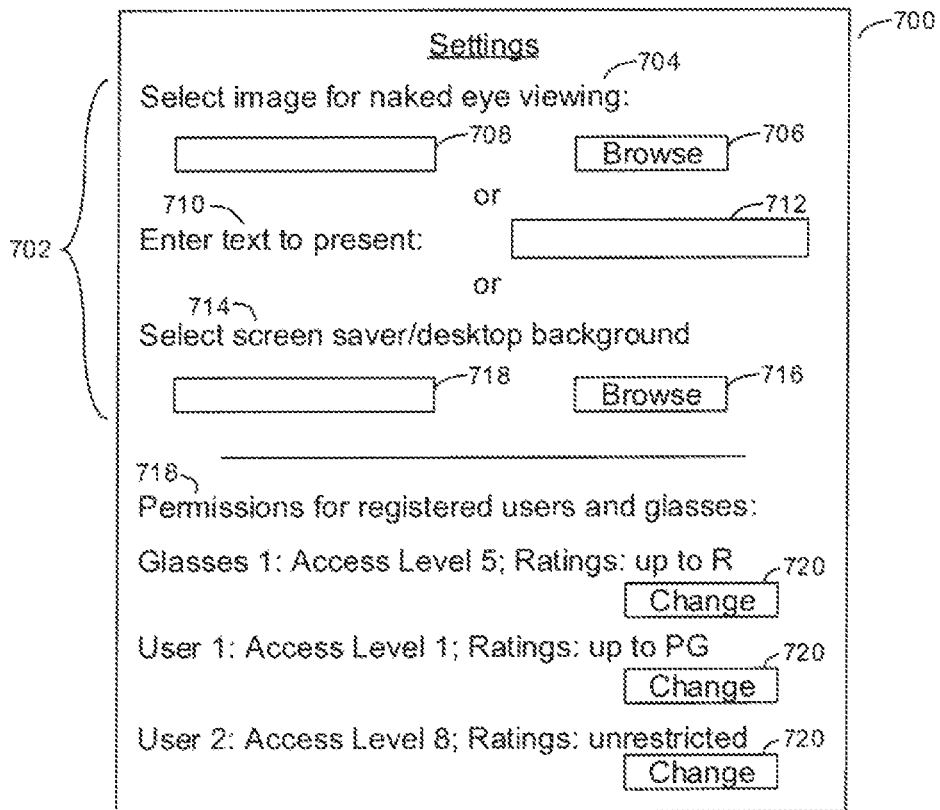 700
Settings
704
Select image for naked eye viewing:
708
Browse
706
or
710
712
Enter text to present:
702
or
714
Select screen saver/desktop background
718
Browse
716
718
Permissions for registered users and glasses:
Glasses 1: Access Level 5; Ratings: up to R
720
Change
User 1: Access Level 1; Ratings: up to PG
720
Change
User 2: Access Level 8; Ratings: unrestricted
720
Change